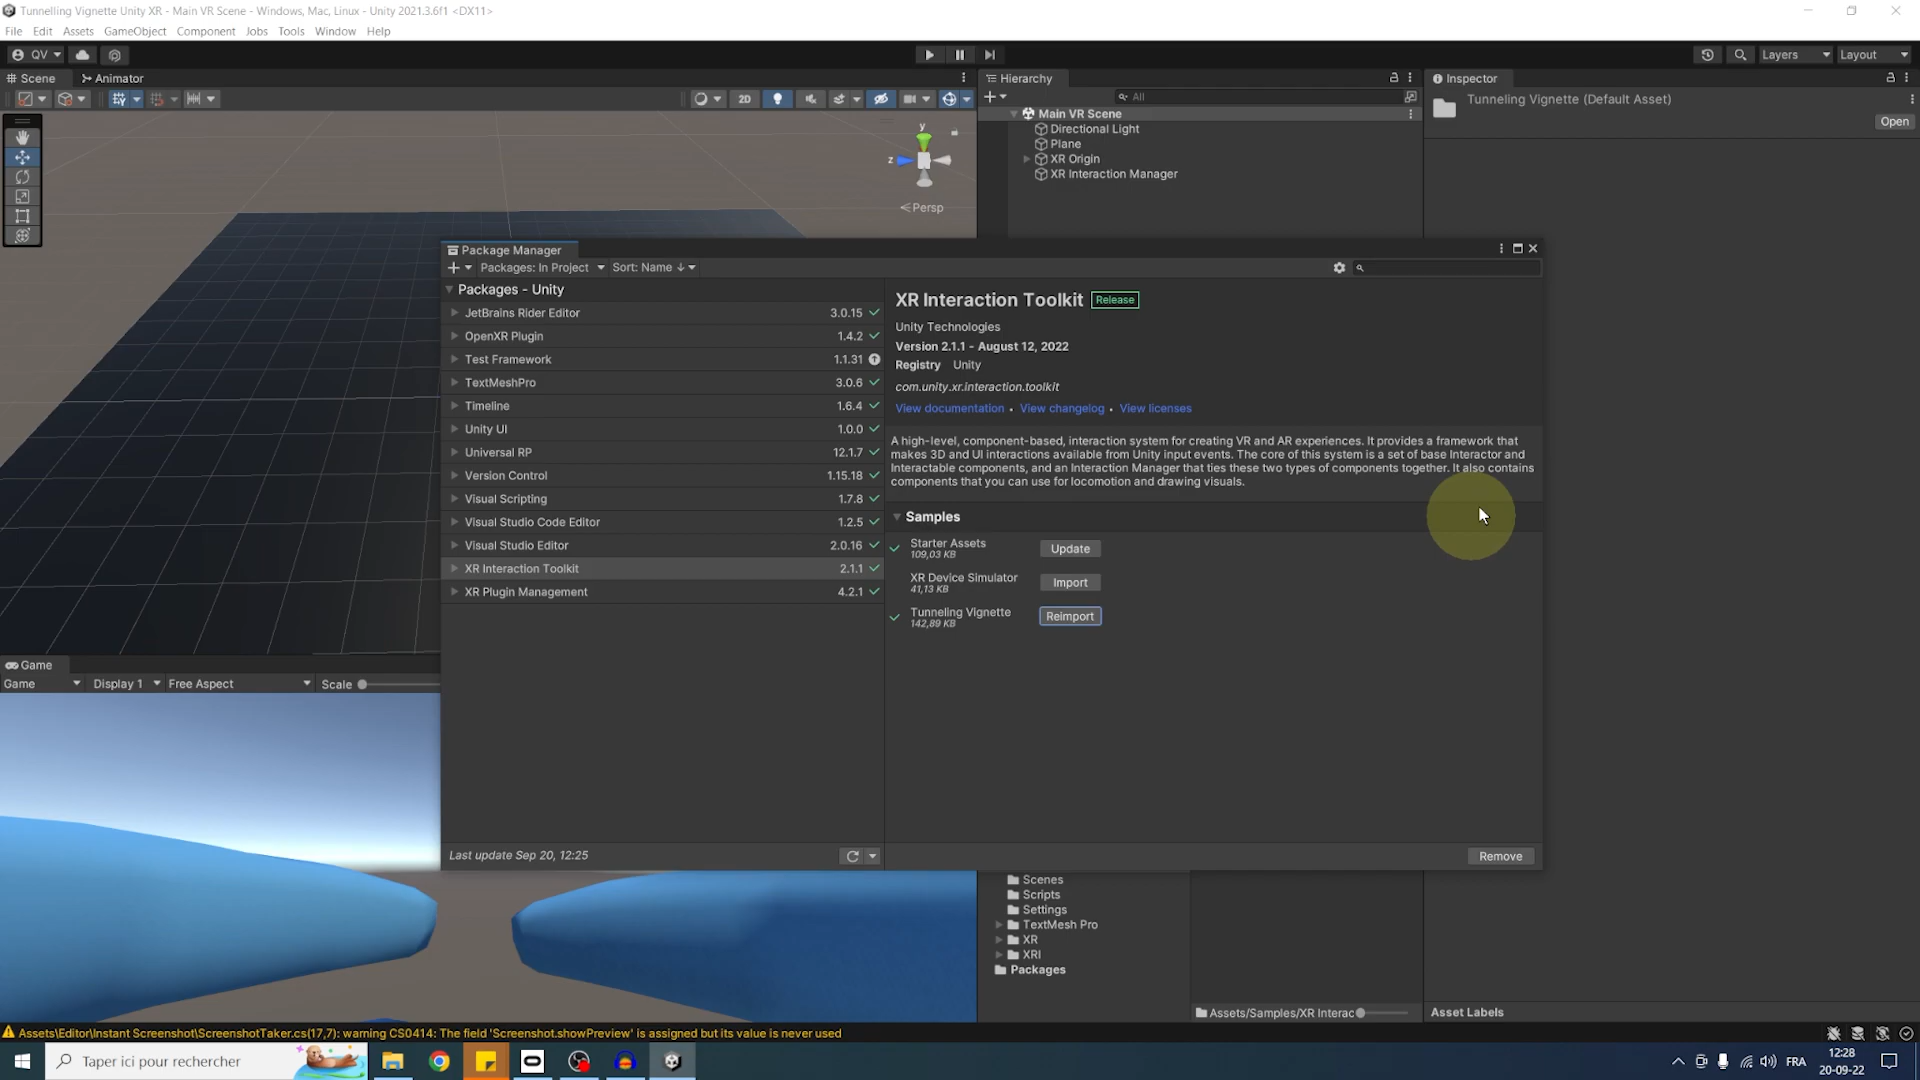 Tunnelling Vignette Unity XR - Main VR Scene - Windows, Mac, Linux - Unity 2021.3.6f1 <DX11>
File Edit Assets GameObject Component Jobs Tools Window Help
QV
Layers
Layout
Scene
Animator
2D
y
z
Persp
Hierarchy
All
Main VR Scene
Directional Light
Plane
XR Origin
XR Interaction Manager
Inspector
Tunneling Vignette (Default Asset)
Open
Package Manager
Packages: In Project
Sort: Name ↓
Packages - Unity
JetBrains Rider Editor 3.0.15
OpenXR Plugin 1.4.2
Test Framework 1.1.31
TextMeshPro 3.0.6
Timeline 1.6.4
Unity UI 1.0.0
Universal RP 12.1.7
Version Control 1.15.18
Visual Scripting 1.7.8
Visual Studio Code Editor 1.2.5
Visual Studio Editor 2.0.16
XR Interaction Toolkit 2.1.1
XR Plugin Management 4.2.1
Last update Sep 20, 12:25
XR Interaction Toolkit Release
Unity Technologies
Version 2.1.1 - August 12, 2022
Registry Unity
com.unity.xr.interaction.toolkit
View documentation • View changelog • View licenses
A high-level, component-based, interaction system for creating VR and AR experiences. It provides a framework that
makes 3D and UI interactions available from Unity input events. The core of this system is a set of base Interactor and
Interactable components, and an Interaction Manager that ties these two types of components together. It also contains
components that you can use for locomotion and drawing visuals.
Samples
Starter Assets
109,03 KB
Update
XR Device Simulator
41,13 KB
Import
Tunneling Vignette
142,89 KB
Reimport
Remove
Game
Game Display 1 Free Aspect Scale
Scenes
Scripts
Settings
TextMesh Pro
XR
XRI
Packages
Assets/Samples/XR Interac
Asset Labels
Assets\Editor\Instant Screenshot\ScreenshotTaker.cs(17,7): warning CS0414: The field 'Screenshot.showPreview' is assigned but its value is never used
Taper ici pour rechercher
FRA
12:28
20-09-22